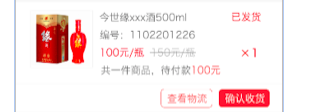 今世缘xxx酒500ml 已发货
编号：1102201226
100元/瓶 150元/瓶 ×1
共一件商品，待付款100元
查看物流 确认收货
缘